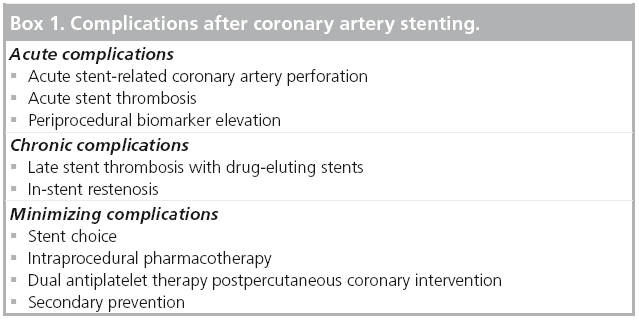 Box 1. Complications after coronary artery stenting.
Acute complications
▪ Acute stent-related coronary artery perforation
▪ Acute stent thrombosis
▪ Periprocedural biomarker elevation
Chronic complications
▪ Late stent thrombosis with drug-eluting stents
▪ In-stent restenosis
Minimizing complications
▪ Stent choice
▪ Intraprocedural pharmacotherapy
▪ Dual antiplatelet therapy postpercutaneous coronary intervention
▪ Secondary prevention